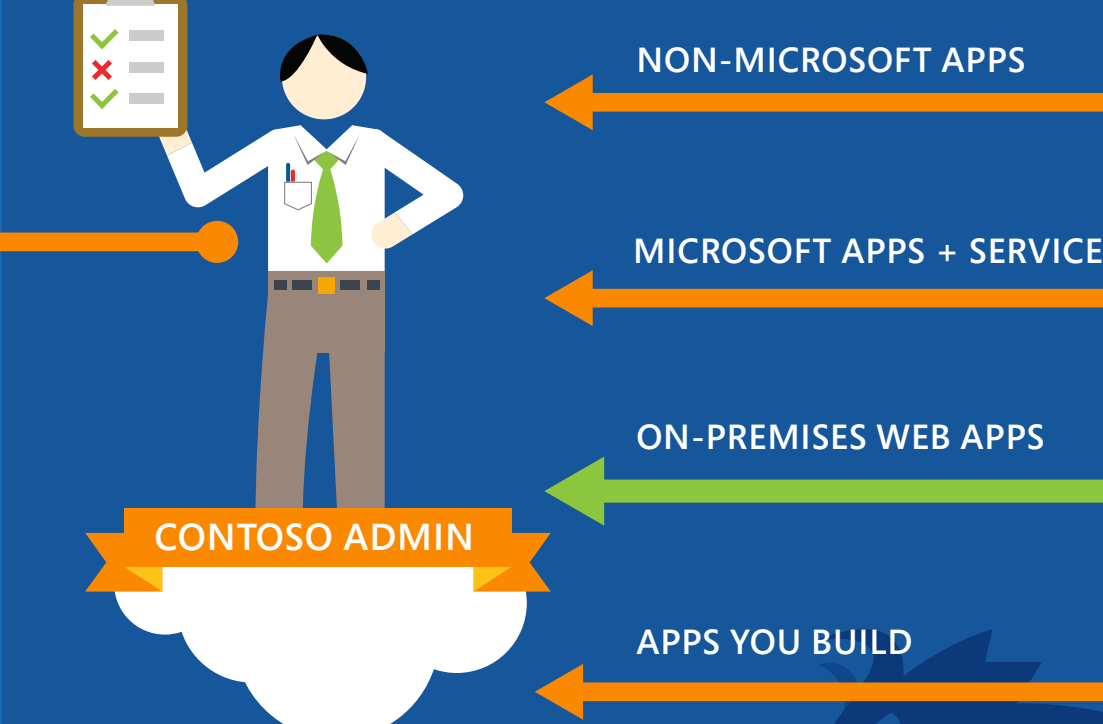 NON-MICROSOFT APPS
MICROSOFT APPS + SERVICE
ON-PREMISES WEB APPS
CONTOSO ADMIN
APPS YOU BUILD